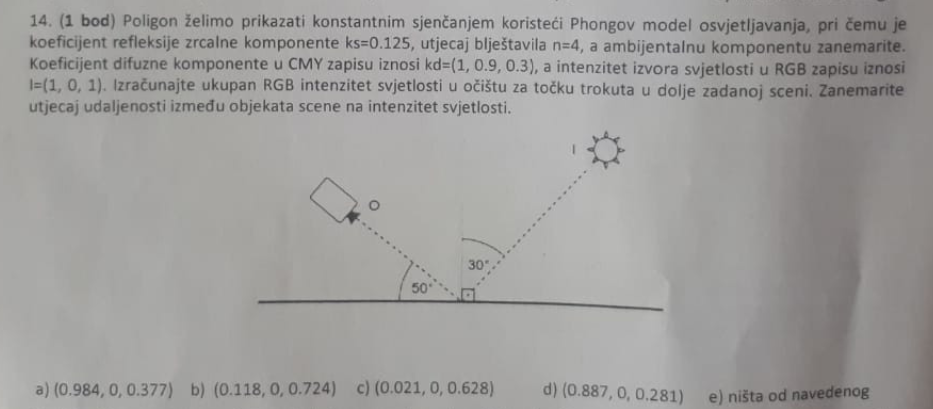 14. (1 bod) Poligon želimo prikazati konstantnim sjenčanjem koristeći Phongov model osvjetljavanja, pri čemu je
koeficijent refleksije zrcalne komponente ks=0.125, utjecaj blještavila n=4, a ambijentalnu komponentu zanemarite.
Koeficijent difuzne komponente u CMY zapisu iznosi kd=(1, 0.9, 0.3), a intenzitet izvora svjetlosti u RGB zapisu iznosi
I=(1, 0, 1). Izračunajte ukupan RGB intenzitet svjetlosti u očištu za točku trokuta u dolje zadanoj sceni. Zanemarite
utjecaj udaljenosti između objekata scene na intenzitet svjetlosti.
I
O
30°
50°
a) (0.984, 0, 0.377) b) (0.118, 0, 0.724) c) (0.021, 0, 0.628) d) (0.887, 0, 0.281) e) ništa od navedenog